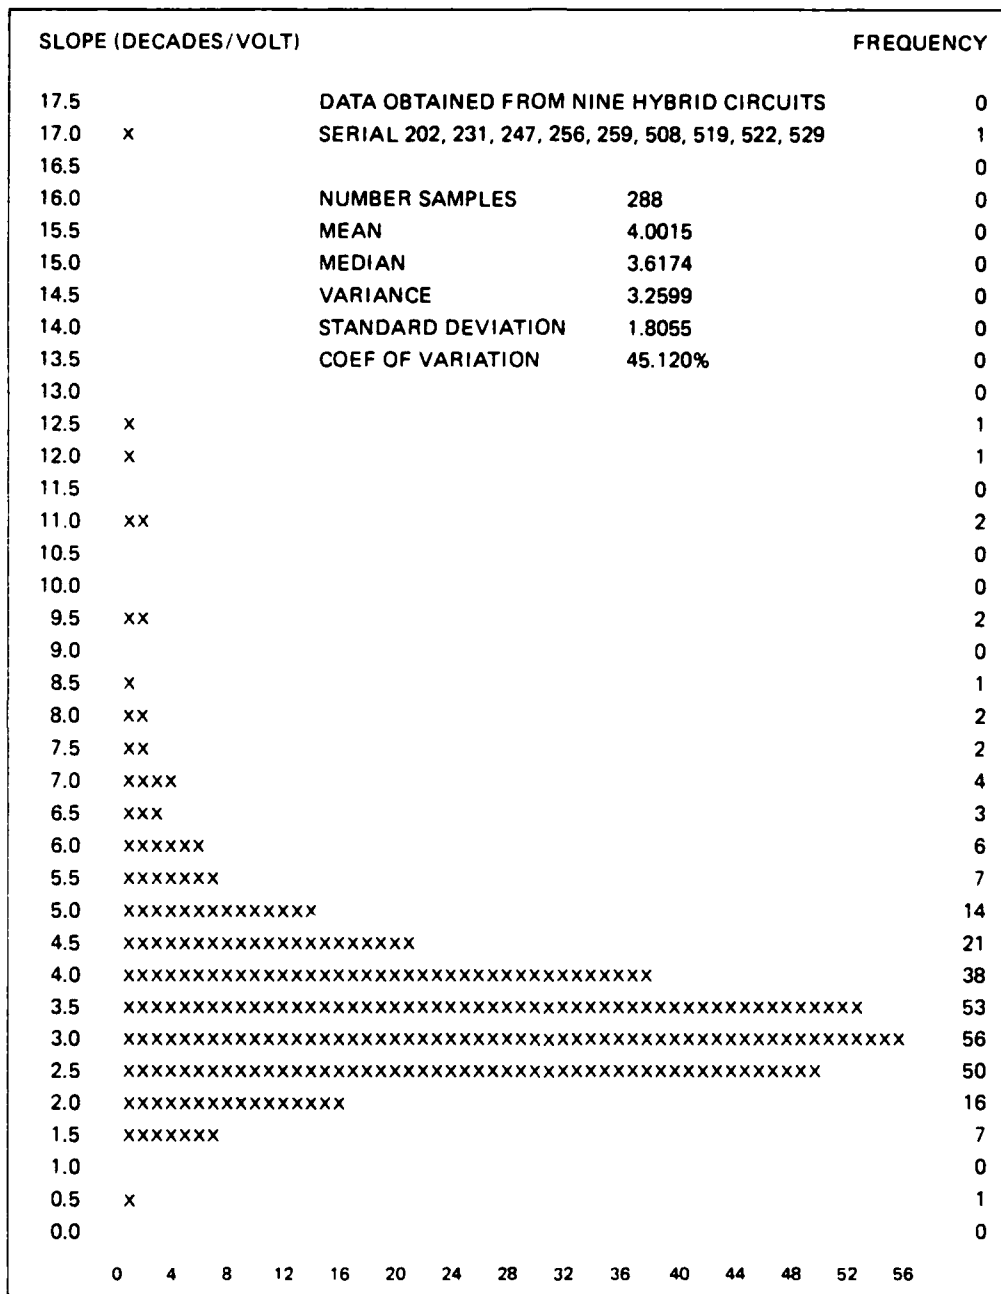 SLOPE (DECADES/VOLT) FREQUENCY
17.5 DATA OBTAINED FROM NINE HYBRID CIRCUITS 0
17.0 x SERIAL 202, 231, 247, 256, 259, 508, 519, 522, 529 1
16.5 0
16.0 NUMBER SAMPLES 288 0
15.5 MEAN 4.0015 0
15.0 MEDIAN 3.6174 0
14.5 VARIANCE 3.2599 0
14.0 STANDARD DEVIATION 1.8055 0
13.5 COEF OF VARIATION 45.120% 0
13.0 0
12.5 x 1
12.0 x 1
11.5 0
11.0 xx 2
10.5 0
10.0 0
9.5 xx 2
9.0 0
8.5 x 1
8.0 xx 2
7.5 xx 2
7.0 xxxx 4
6.5 xxx 3
6.0 xxxxxx 6
5.5 xxxxxxx 7
5.0 xxxxxxxxxxxxxx 14
4.5 xxxxxxxxxxxxxxxxxxxxx 21
4.0 xxxxxxxxxxxxxxxxxxxxxxxxxxxxxxxxxxxxxx 38
3.5 xxxxxxxxxxxxxxxxxxxxxxxxxxxxxxxxxxxxxxxxxxxxxxxxxxxxx 53
3.0 xxxxxxxxxxxxxxxxxxxxxxxxxxxxxxxxxxxxxxxxxxxxxxxxxxxxxxxx 56
2.5 xxxxxxxxxxxxxxxxxxxxxxxxxxxxxxxxxxxxxxxxxxxxxxxxxx 50
2.0 xxxxxxxxxxxxxxxx 16
1.5 xxxxxxx 7
1.0 0
0.5 x 1
0.0 0
0 4 8 12 16 20 24 28 32 36 40 44 48 52 56